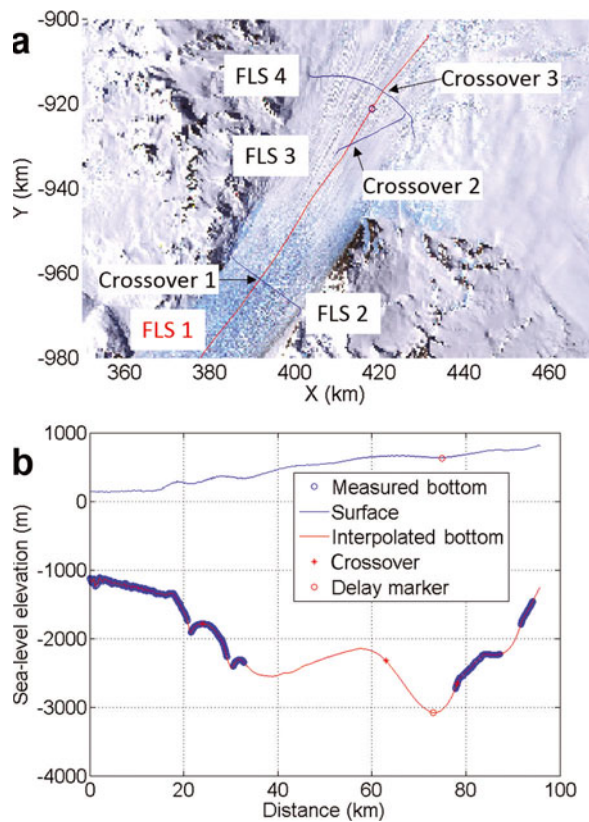 a
-900
-920
-940
-960
-980
Y (km)
FLS 4
Crossover 3
FLS 3
Crossover 2
Crossover 1
FLS 2
FLS 1
360 380 400 420 440 460
X (km)
b
1000
0
-1000
-2000
-3000
-4000
Sea-level elevation (m)
Measured bottom
Surface
Interpolated bottom
Crossover
Delay marker
0 20 40 60 80 100
Distance (km)